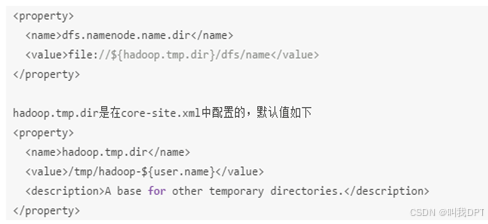 <property>
<name>dfs.namenode.name.dir</name>
<value>file://${hadoop.tmp.dir}/dfs/name</value>
</property>
hadoop.tmp.dir是在core-site.xml中配置的，默认值如下
<property>
<name>hadoop.tmp.dir</name>
<value>/tmp/hadoop-${user.name}</value>
<description>A base for other temporary directories.</description>
</property>
CSDN @叫我DPT